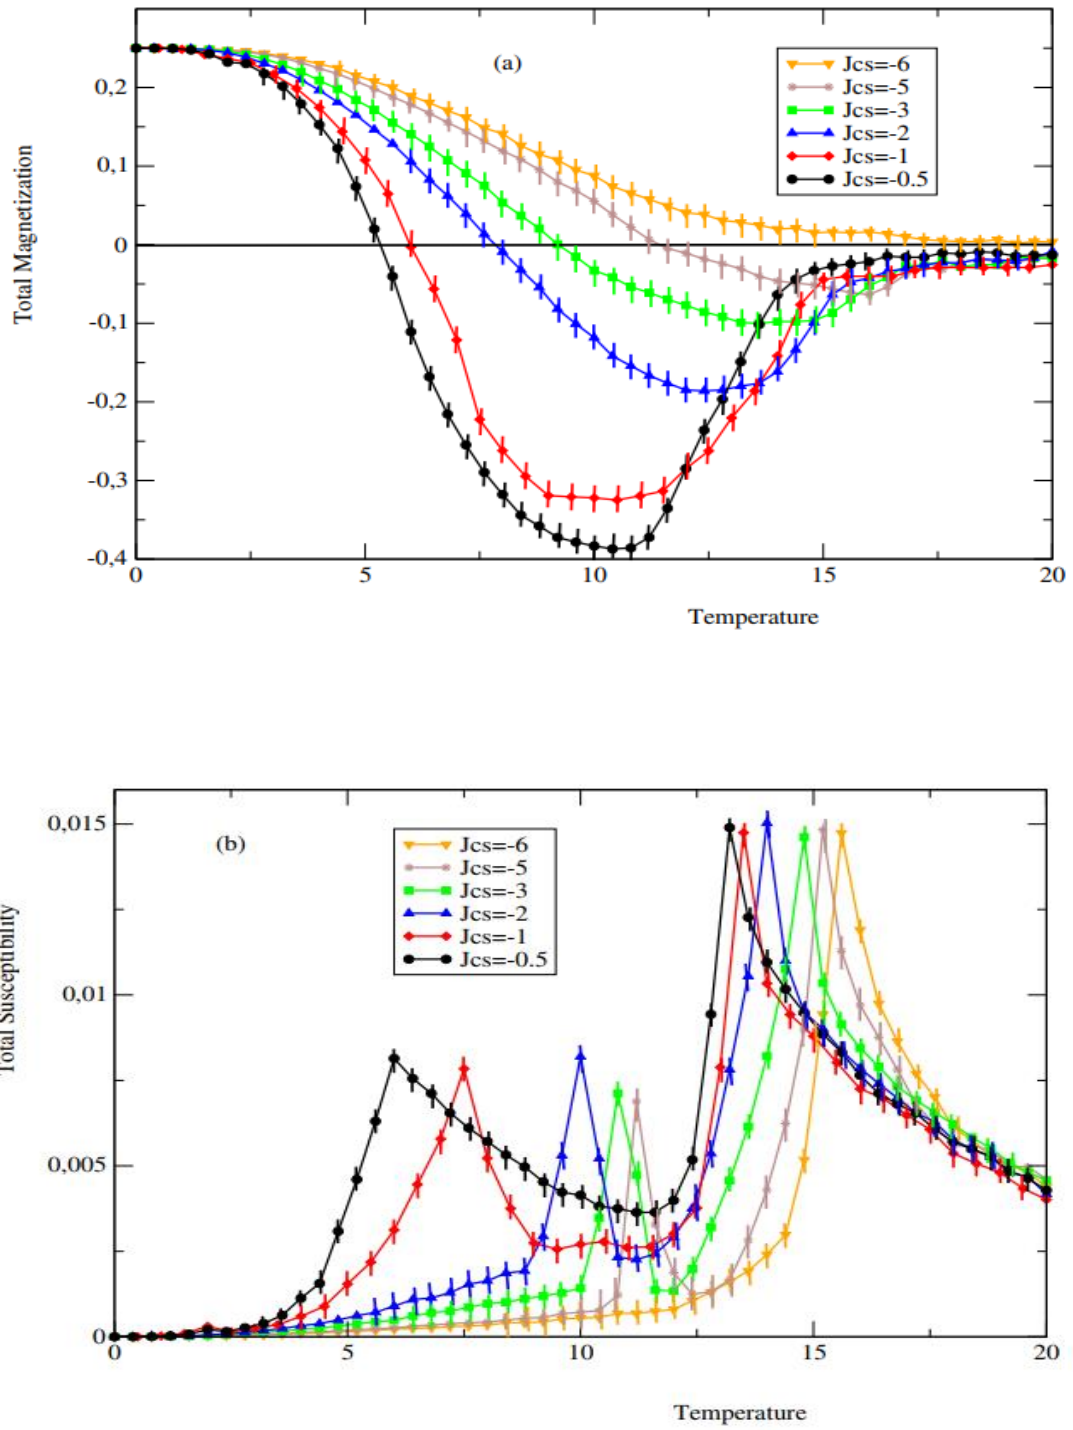 (a)
Jcs=-6
Jcs=-5
Jcs=-3
Jcs=-2
Jcs=-1
Jcs=-0.5
Total Magnetization
0,2
0,1
0
-0,1
-0,2
-0,3
-0,4
0
5
10
15
20
Temperature
(b)
Jcs=-6
Jcs=-5
Jcs=-3
Jcs=-2
Jcs=-1
Jcs=-0.5
Total Susceptibility
0,015
0,01
0,005
0
0
5
10
15
20
Temperature